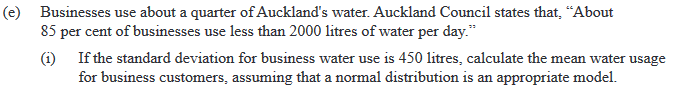 (e) Businesses use about a quarter of Auckland's water. Auckland Council states that, "About
85 per cent of businesses use less than 2000 litres of water per day."
(i) If the standard deviation for business water use is 450 litres, calculate the mean water usage
for business customers, assuming that a normal distribution is an appropriate model.